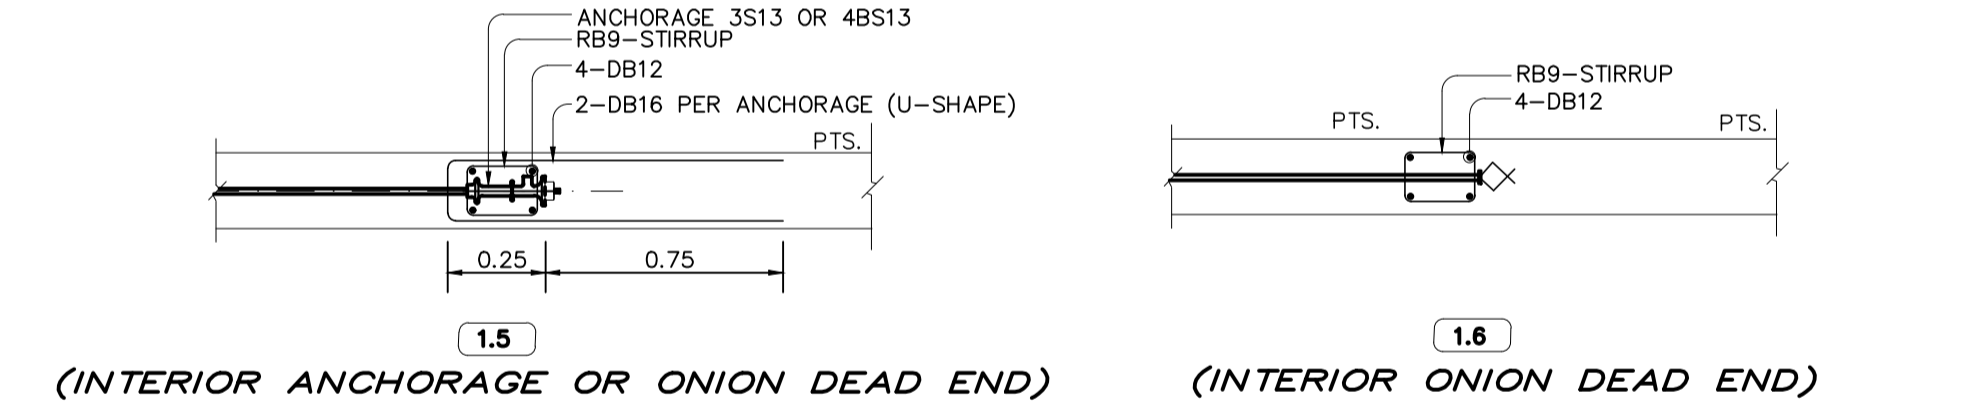 ANCHORAGE 3S13 OR 4BS13
RB9-STIRRUP
4-DB12
2-DB16 PER ANCHORAGE (U-SHAPE)
PTS.
0.25
0.75
1.5
(INTERIOR ANCHORAGE OR ONION DEAD END)
RB9-STIRRUP
4-DB12
PTS.
PTS.
1.6
(INTERIOR ONION DEAD END)